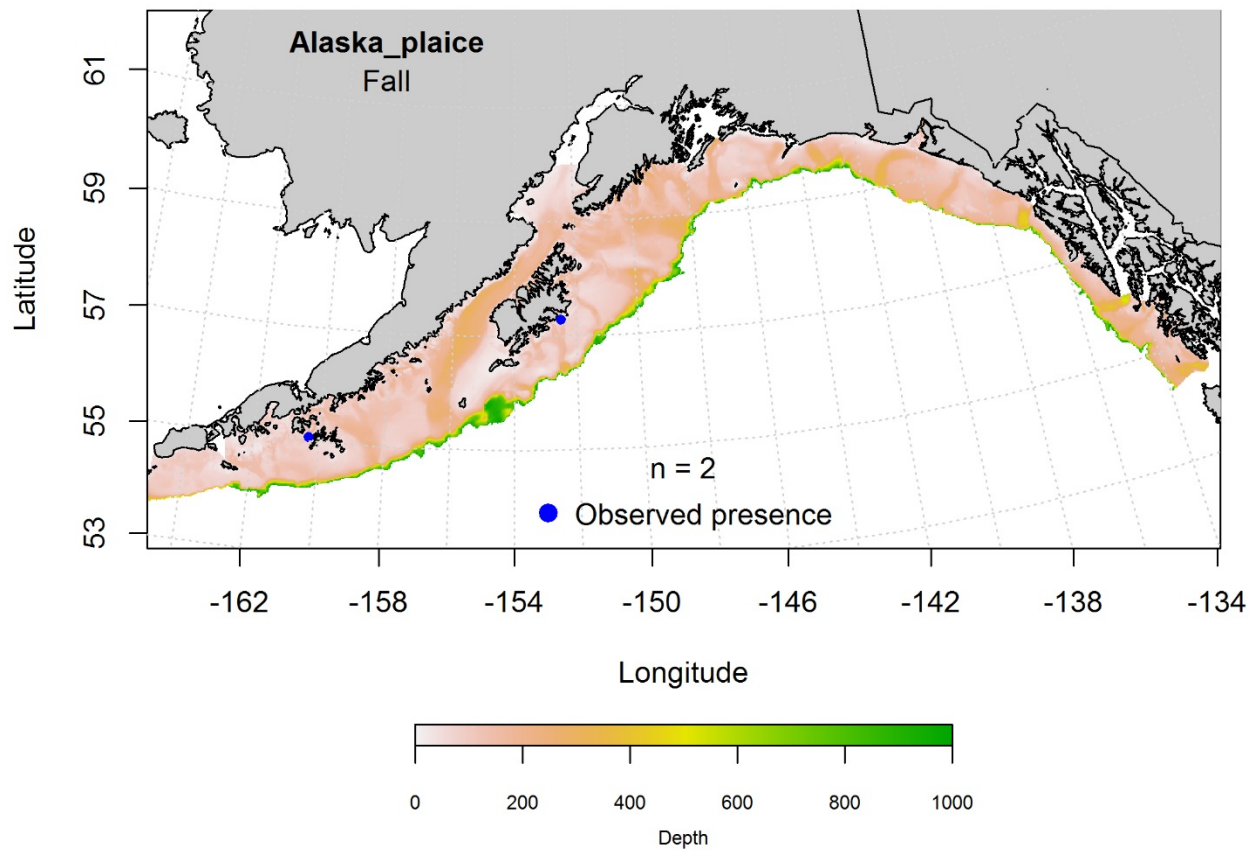 Alaska_plaice
Fall
61
59
57
55
53
Latitude
n = 2
Observed presence
-162 -158 -154 -150 -146 -142 -138 -134
Longitude
0 200 400 600 800 1000
Depth